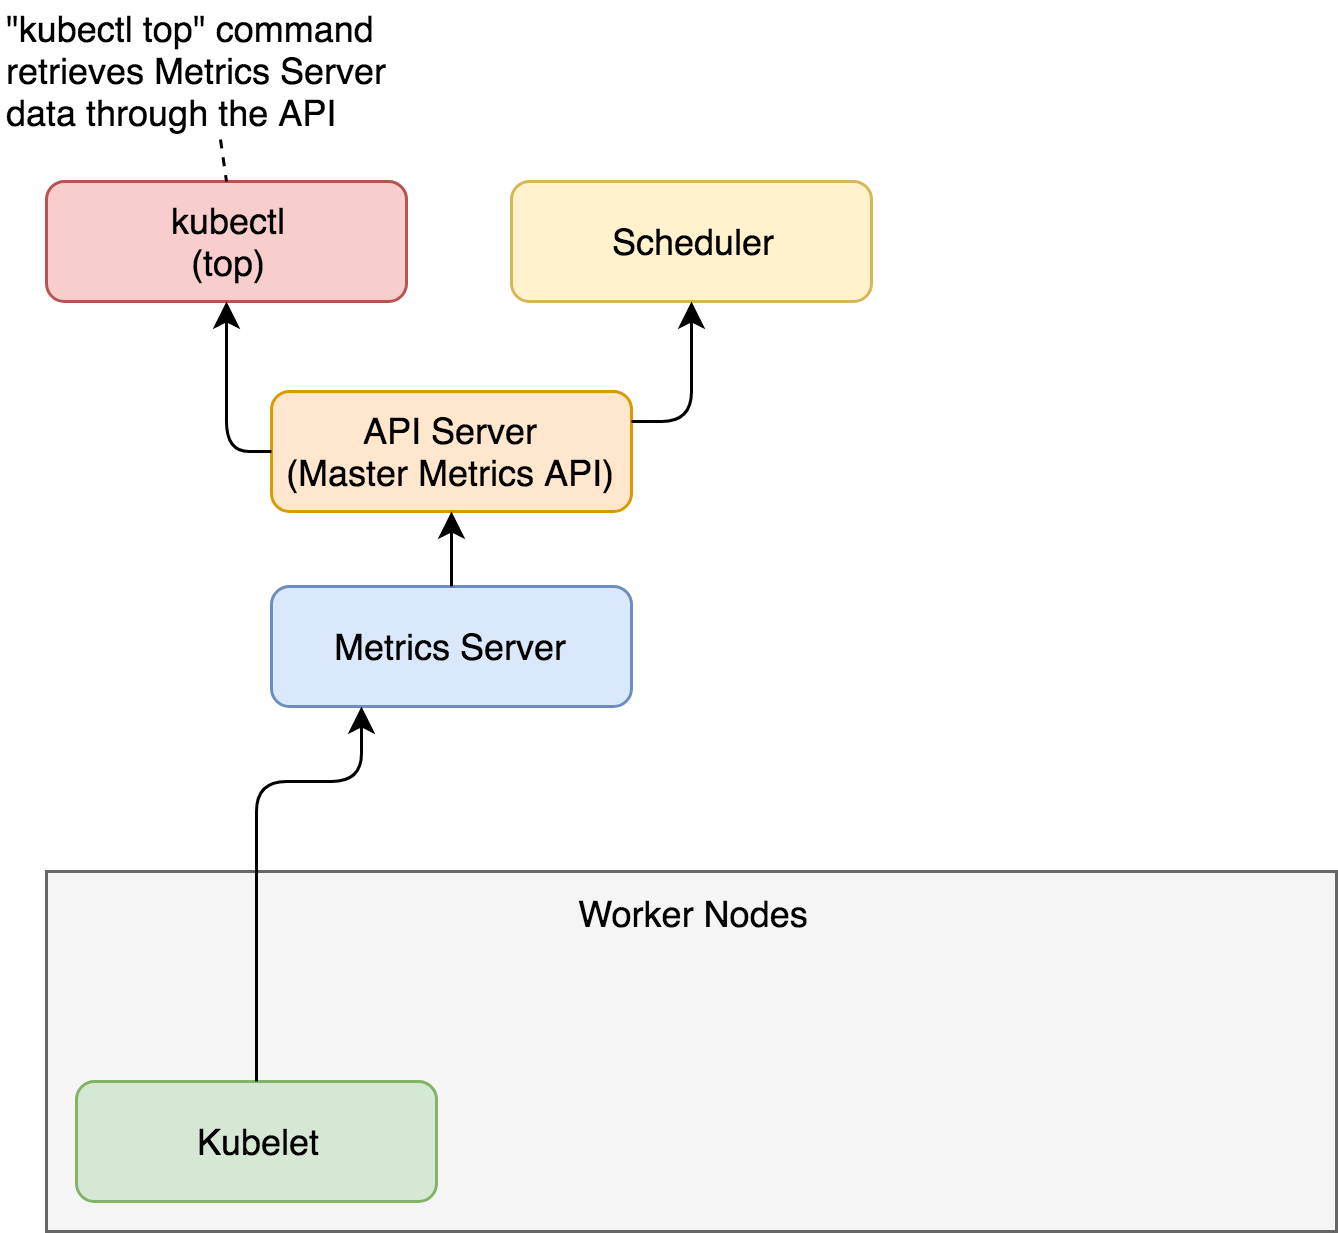 "kubectl top" command
retrieves Metrics Server
data through the API
kubectl
(top)
Scheduler
API Server
(Master Metrics API)
Metrics Server
Worker Nodes
Kubelet